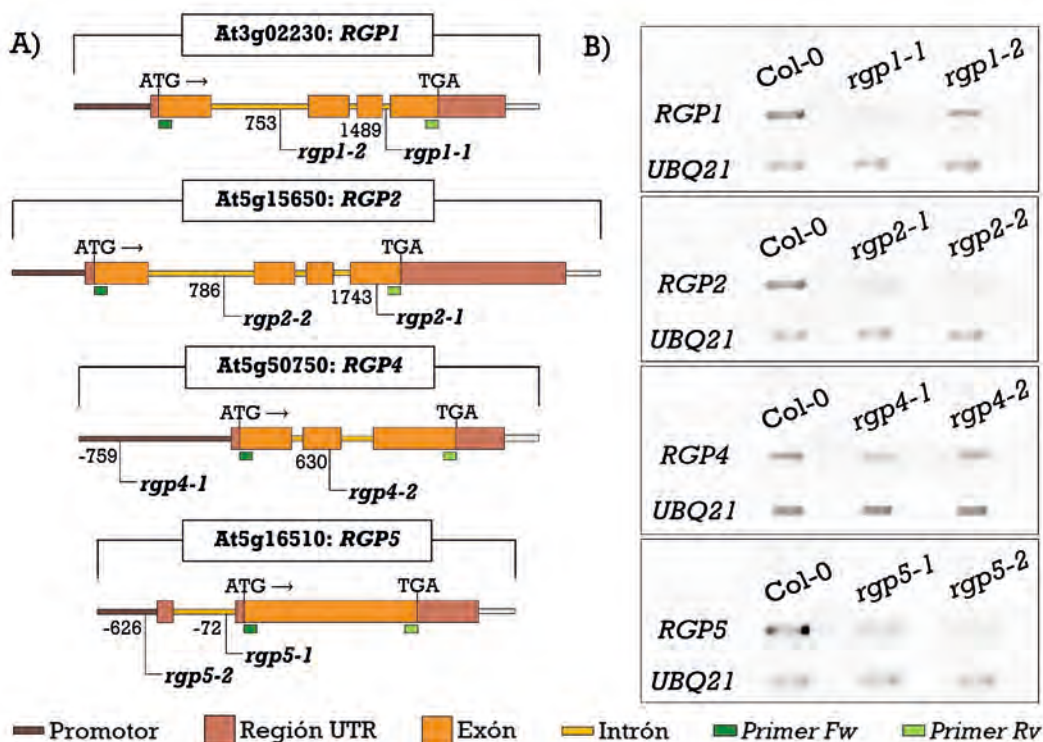 A)
At3g02230: RGP1
ATG →
TGA
753
1489
rgp1-2
rgp1-1
At5g15650: RGP2
ATG →
TGA
786
1743
rgp2-2
rgp2-1
At5g50750: RGP4
ATG →
TGA
-759
630
rgp4-1
rgp4-2
At5g16510: RGP5
ATG →
TGA
-626
-72
rgp5-1
rgp5-2
B)
Col-0 rgp1-1 rgp1-2
RGP1
UBQ21
Col-0 rgp2-1 rgp2-2
RGP2
UBQ21
Col-0 rgp4-1 rgp4-2
RGP4
UBQ21
Col-0 rgp5-1 rgp5-2
RGP5
UBQ21
Promotor Región UTR Exón Intrón Primer Fw Primer Rv